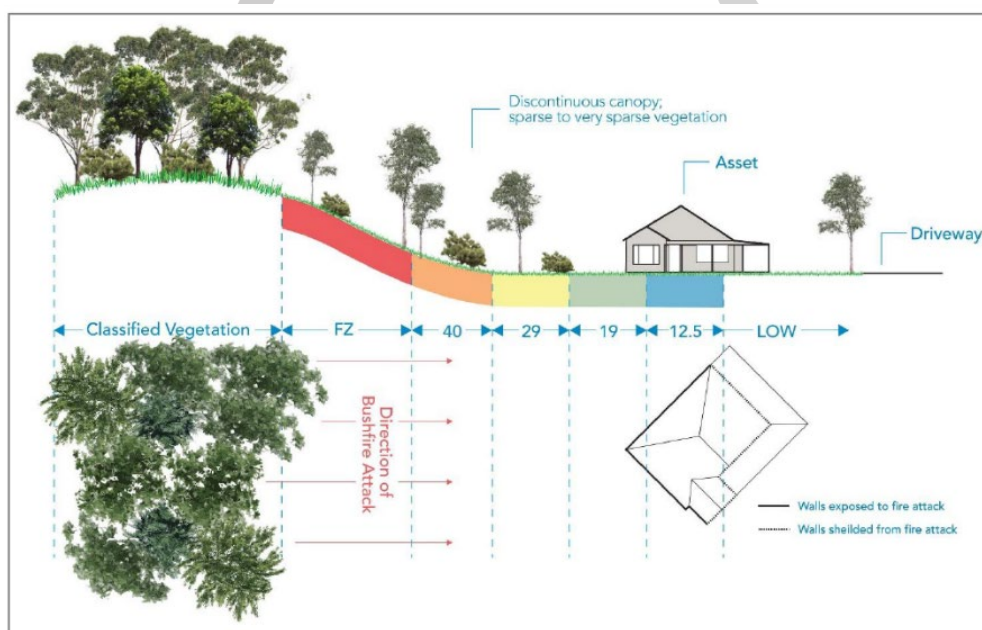 Discontinuous canopy;
sparse to very sparse vegetation
Asset
Driveway
Classified Vegetation
FZ
40
29
19
12.5
LOW
Direction of
Bushfire Attack
Walls exposed to fire attack
Walls sheilded from fire attack